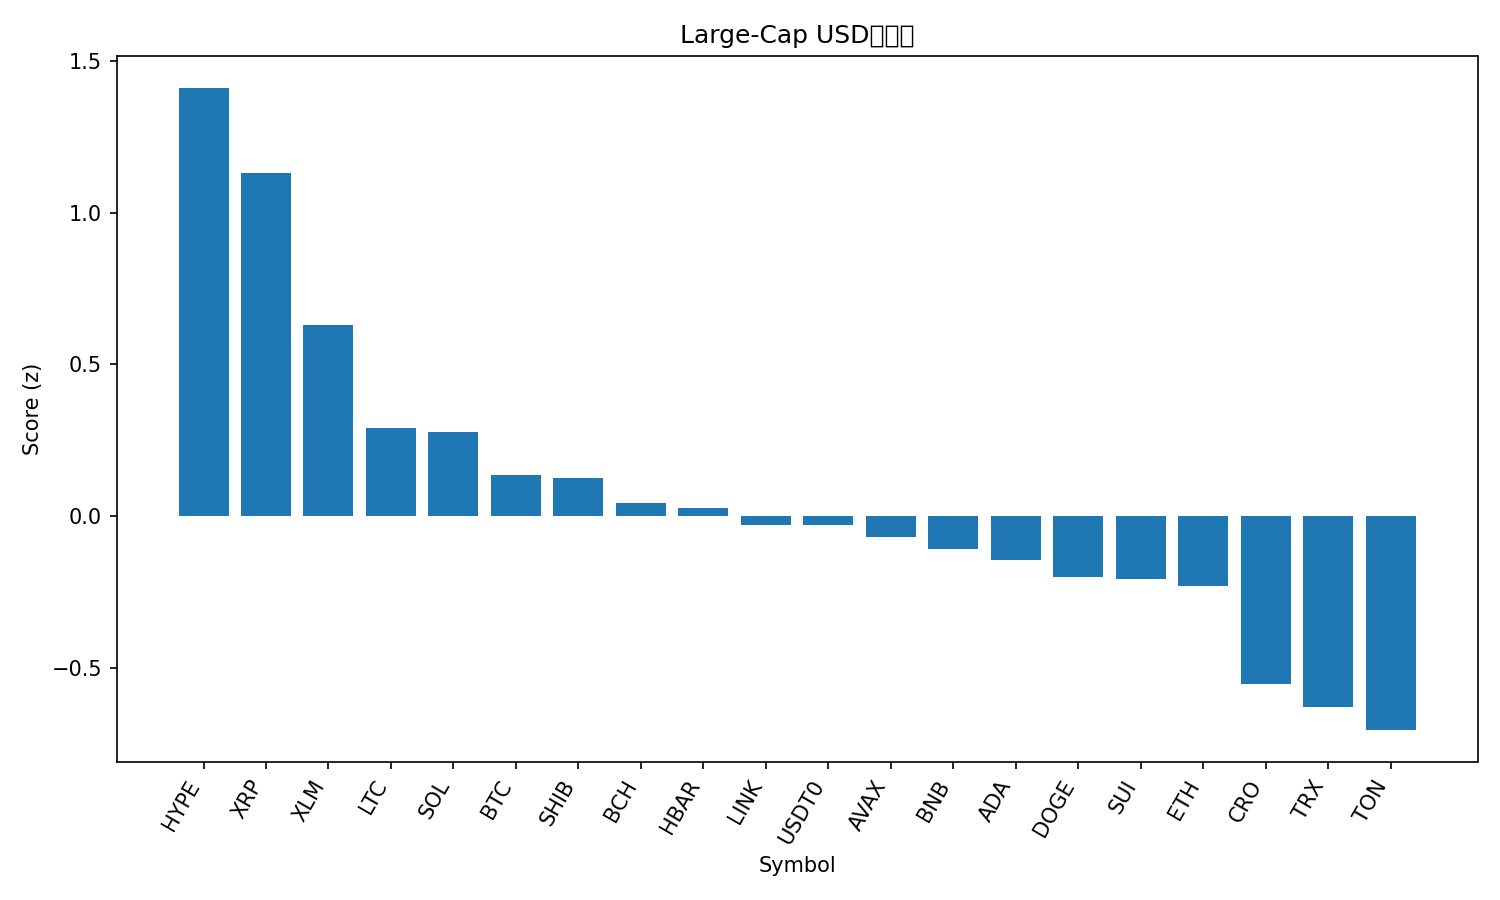 Large-Cap USD
Score (z)
1.5
1.0
0.5
0.0
−0.5
HYPE
XRP
XLM
LTC
SOL
BTC
SHIB
BCH
HBAR
LINK
USDT0
AVAX
BNB
ADA
DOGE
SUI
ETH
CRO
TRX
TON
Symbol